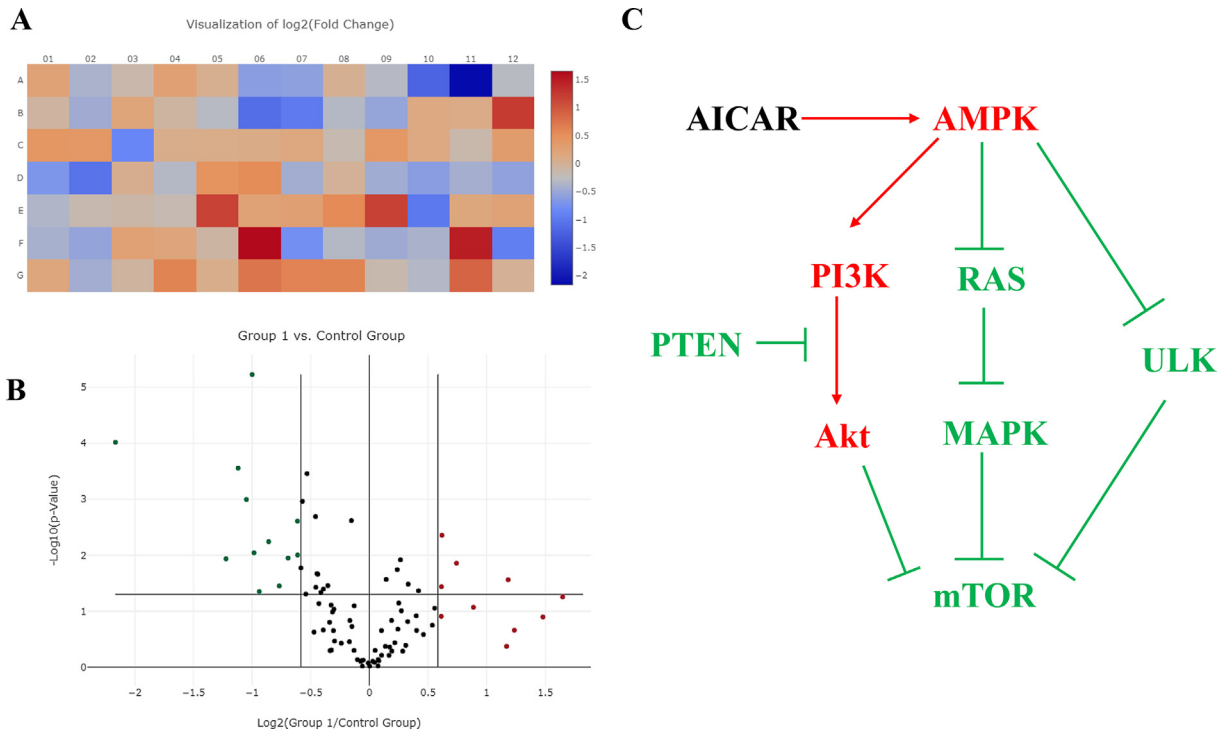 A
Visualization of log2(Fold Change)
01 02 03 04 05 06 07 08 09 10 11 12
A
B
C
D
E
F
G
1.5
1
0.5
0
−0.5
−1
−1.5
−2
B
Group 1 vs. Control Group
-Log10(p-Value)
5
4
3
2
1
0
−2 −1.5 −1 −0.5 0 0.5 1 1.5
Log2(Group 1/Control Group)
C
AICAR AMPK
PI3K RAS
PTEN ULK
Akt MAPK
mTOR